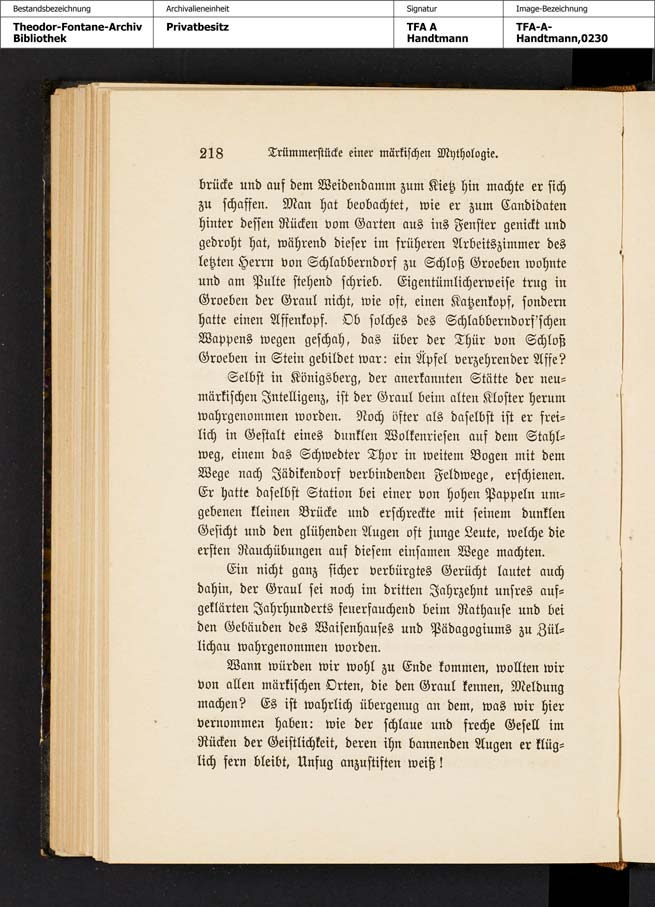 Bestandsbezeichnung Archivalieneinheit Signatur Image-Bezeichnung
Theodor-Fontane-Archiv Privatbesitz TFA A TFA-A-
Bibliothek Handtmann Handtmann,0230
218 Trümmerstücke einer märkischen Mythologie.
brücke und auf dem Weidendamm zum Kietz hin machte er sich
zu schaffen. Man hat beobachtet, wie er zum Candidaten
hinter dessen Rücken vom Garten aus ins Fenster genickt und
gedroht hat, während dieser im früheren Arbeitszimmer des
letzten Herrn von Schlabberndorf zu Schloß Groeben wohnte
und am Pulte stehend schrieb. Eigentümlicherweise trug in
Groeben der Graul nicht, wie oft, einen Katzenkopf, sondern
hatte einen Affenkopf. Ob solches des Schlabberndorf'schen
Wappens wegen geschah, das über der Thür von Schloß
Groeben in Stein gebildet war: ein Äpfel verzehrender Affe?
Selbst in Königsberg, der anerkannten Stätte der neu-
märkischen Intelligenz, ist der Graul beim alten Kloster herum
wahrgenommen worden. Noch öfter als daselbst ist er frei-
lich in Gestalt eines dunklen Wolkenriesen auf dem Stahl-
weg, einem das Schwedter Thor in weitem Bogen mit dem
Wege nach Jädikendorf verbindenden Feldwege, erschienen.
Er hatte daselbst Station bei einer von hohen Pappeln um-
gebenen kleinen Brücke und erschreckte mit seinem dunklen
Gesicht und den glühenden Augen oft junge Leute, welche die
ersten Rauchübungen auf diesem einsamen Wege machten.
Ein nicht ganz sicher verbürgtes Gerücht lautet auch
dahin, der Graul sei noch im dritten Jahrzehnt unsres auf-
geklärten Jahrhunderts feuerfauchend beim Rathause und bei
den Gebäuden des Waisenhauses und Pädagogiums zu Zül-
lichau wahrgenommen worden.
Wann würden wir wohl zu Ende kommen, wollten wir
von allen märkischen Orten, die den Graul kennen, Meldung
machen? Es ist wahrlich übergenug an dem, was wir hier
vernommen haben: wie der schlaue und freche Gesell im
Rücken der Geistlichkeit, deren ihn bannenden Augen er klüg-
lich fern bleibt, Unfug anzustiften weiß!